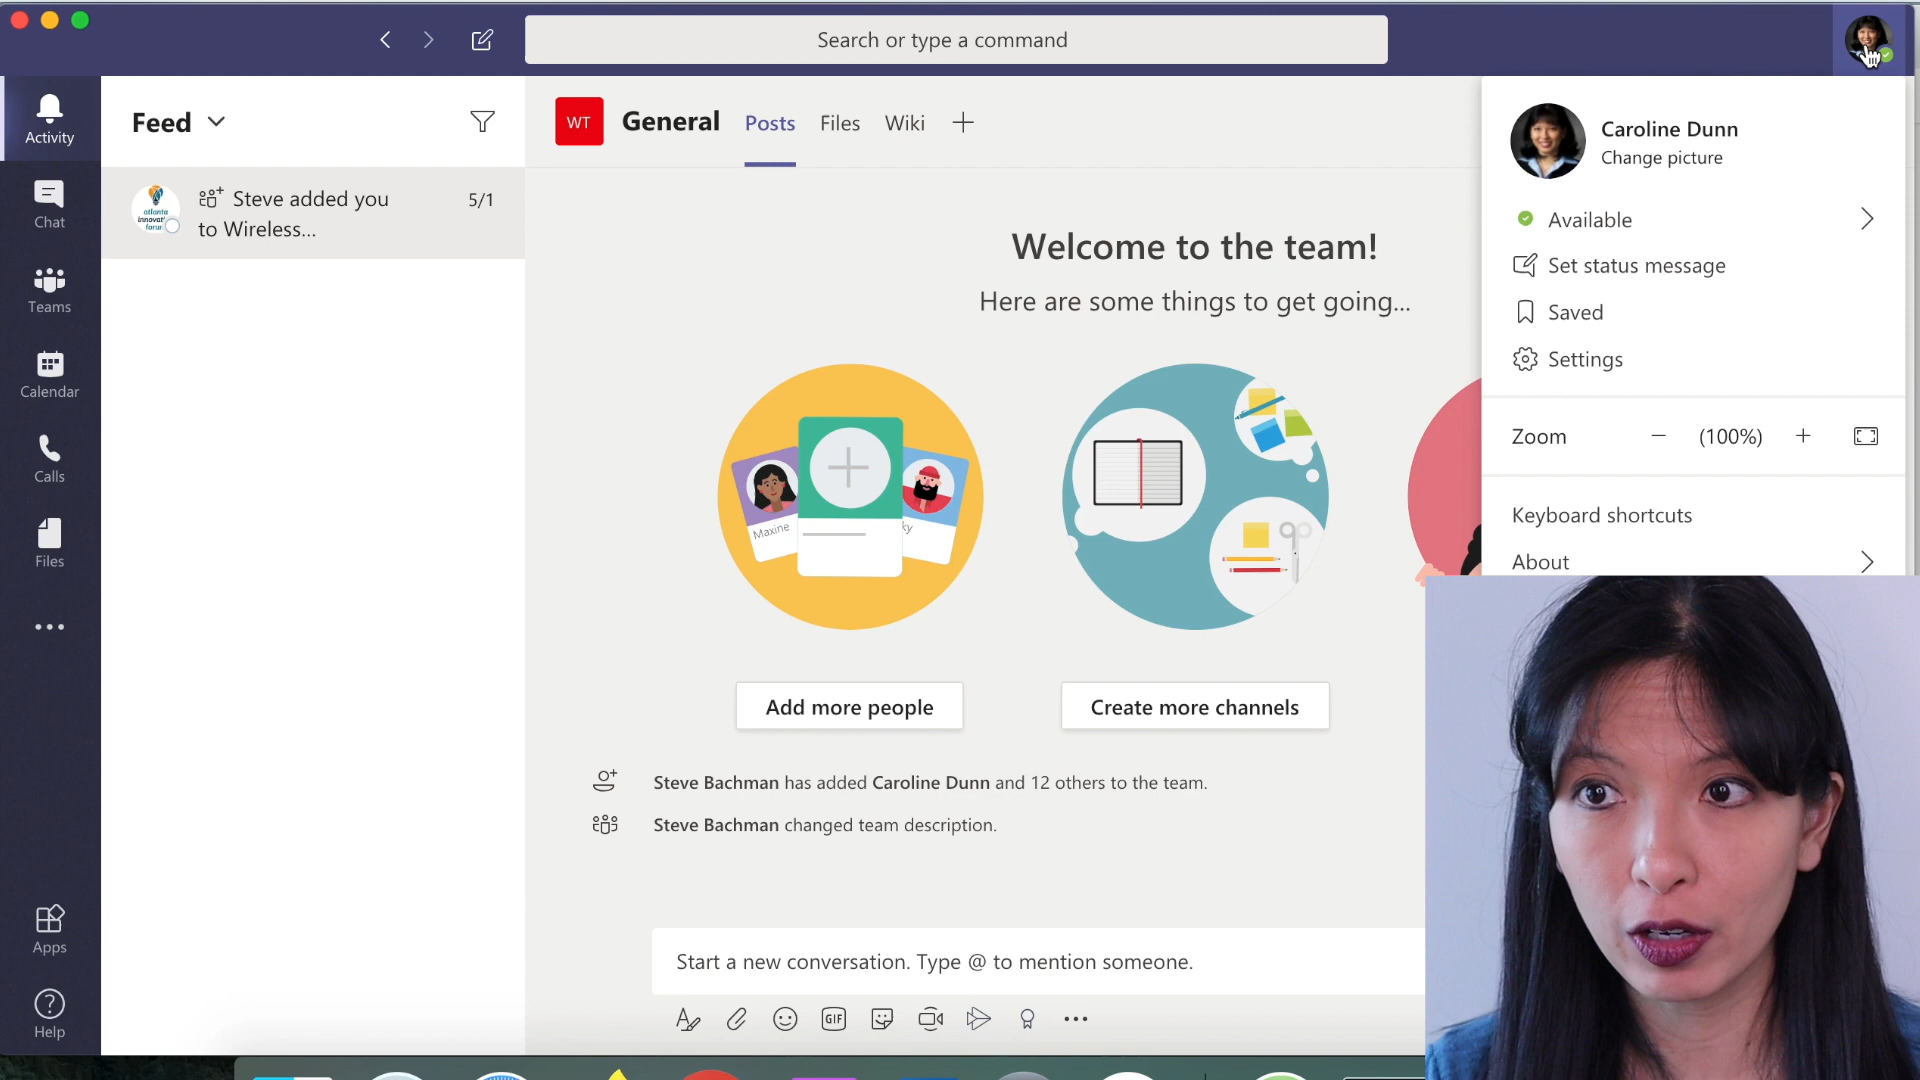 Search or type a command
Activity
Chat
Teams
Calendar
Calls
Files
Apps
Help
Feed
Steve added you
to Wireless...
5/1
atlanta
forum
WT
General
Posts
Files
Wiki
Welcome to the team!
Here are some things to get going...
Maxine
ky
Add more people
Create more channels
Steve Bachman has added Caroline Dunn and 12 others to the team.
Steve Bachman changed team description.
Start a new conversation. Type @ to mention someone.
GIF
Caroline Dunn
Change picture
Available
Set status message
Saved
Settings
Zoom
(100%)
Keyboard shortcuts
About